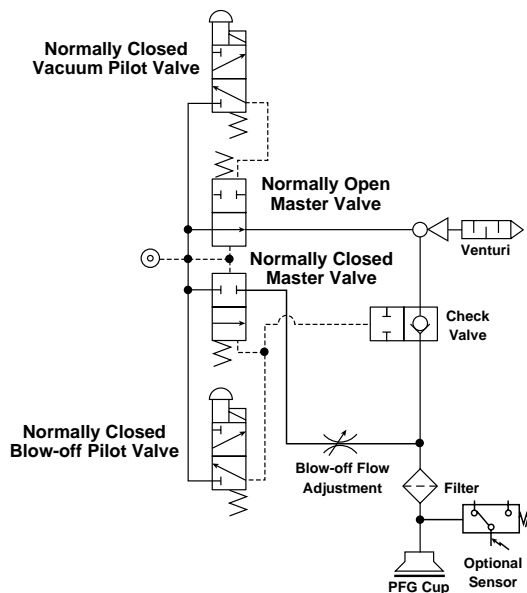 Normally Closed
Vacuum Pilot Valve
Normally Open
Master Valve
Venturi
Normally Closed
Master Valve
Check
Valve
Normally Closed
Blow-off Pilot Valve
Blow-off Flow
Adjustment
Filter
Optional
Sensor
PFG Cup